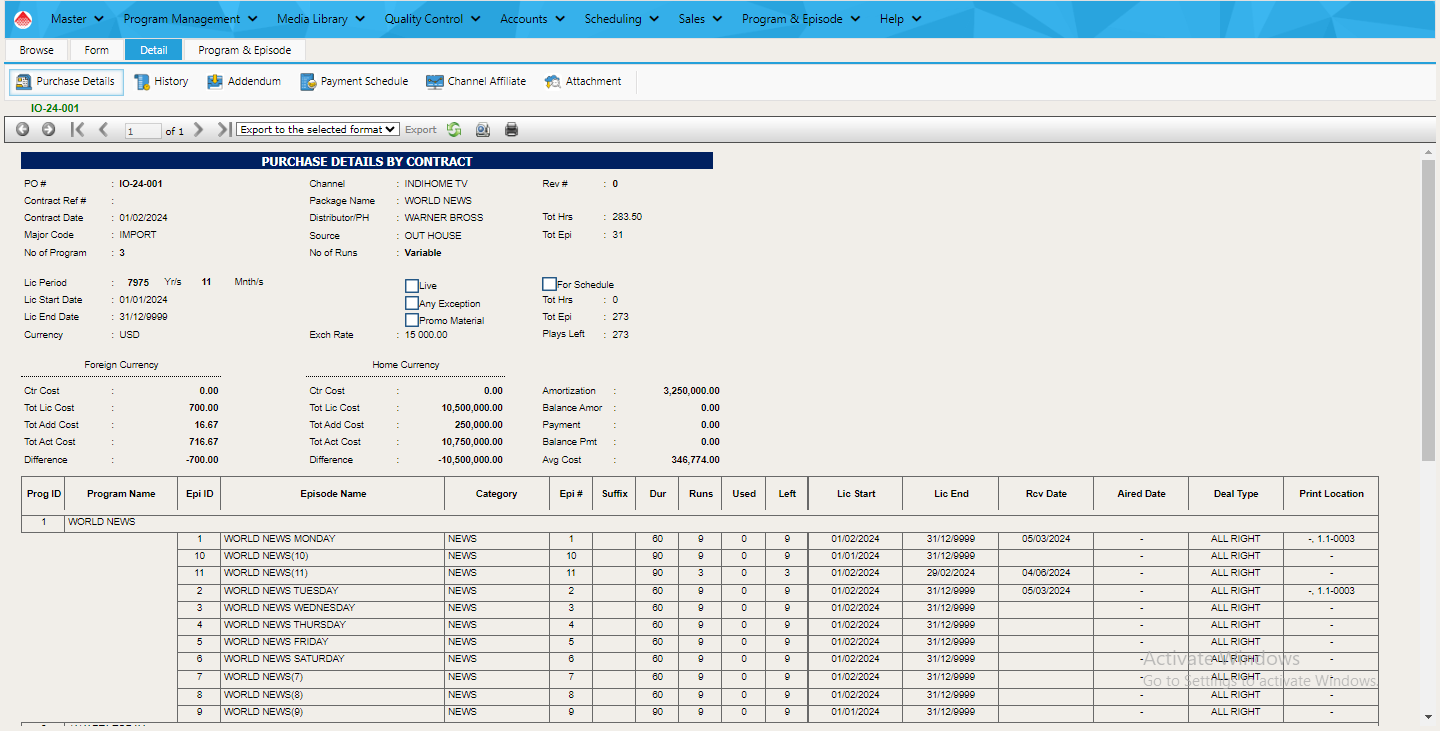 Master Program Management Media Library Quality Control Accounts Scheduling Sales Program & Episode Help
Browse Form Detail Program & Episode
Purchase Details History Addendum Payment Schedule Channel Affiliate Attachment
IO-24-001
1 of 1 Export to the selected format Export
PURCHASE DETAILS BY CONTRACT
PO # : IO-24-001 Channel : INDIHOME TV Rev # : 0
Contract Ref # : Package Name : WORLD NEWS
Contract Date : 01/02/2024 Distributor/PH : WARNER BROSS Tot Hrs : 283.50
Major Code : IMPORT Source : OUT HOUSE Tot Epi : 31
No of Program : 3 No of Runs : Variable
Lic Period : 7975 Yr/s 11 Mnth/s Live For Schedule
Lic Start Date : 01/01/2024 Any Exception Tot Hrs : 0
Lic End Date : 31/12/9999 Promo Material Tot Epi : 273
Currency : USD Exch Rate : 15 000.00 Plays Left : 273
Foreign Currency Home Currency
Ctr Cost : 0.00 Ctr Cost : 0.00 Amortization : 3,250,000.00
Tot Lic Cost : 700.00 Tot Lic Cost : 10,500,000.00 Balance Amor : 0.00
Tot Add Cost : 16.67 Tot Add Cost : 250,000.00 Payment : 0.00
Tot Act Cost : 716.67 Tot Act Cost : 10,750,000.00 Balance Pmt : 0.00
Difference : -700.00 Difference : -10,500,000.00 Avg Cost : 346,774.00
Prog ID Program Name Epi ID Episode Name Category Epi # Suffix Dur Runs Used Left Lic Start Lic End Rcv Date Aired Date Deal Type Print Location
1 WORLD NEWS
1 WORLD NEWS MONDAY NEWS 1 60 9 0 9 01/02/2024 31/12/9999 05/03/2024 - ALL RIGHT -, 1.1-0003
10 WORLD NEWS(10) NEWS 10 90 9 0 9 01/01/2024 31/12/9999 - ALL RIGHT -
11 WORLD NEWS(11) NEWS 11 90 3 0 3 01/02/2024 29/02/2024 04/06/2024 - ALL RIGHT -
2 WORLD NEWS TUESDAY NEWS 2 60 9 0 9 01/02/2024 31/12/9999 05/03/2024 - ALL RIGHT -, 1.1-0003
3 WORLD NEWS WEDNESDAY NEWS 3 60 9 0 9 01/02/2024 31/12/9999 - ALL RIGHT -
4 WORLD NEWS THURSDAY NEWS 4 60 9 0 9 01/02/2024 31/12/9999 - ALL RIGHT -
5 WORLD NEWS FRIDAY NEWS 5 60 9 0 9 01/02/2024 31/12/9999 - ALL RIGHT -
6 WORLD NEWS SATURDAY NEWS 6 60 9 0 9 01/02/2024 31/12/9999 - ALL RIGHT -
Activate Windows
7 WORLD NEWS(7) NEWS 7 60 9 0 9 01/02/2024 31/12/9999 - ALL RIGHT -
Go to Settings to activate Windows.
8 WORLD NEWS(8) NEWS 8 60 9 0 9 01/02/2024 31/12/9999 - ALL RIGHT -
9 WORLD NEWS(9) NEWS 9 90 9 0 9 01/01/2024 31/12/9999 - ALL RIGHT -